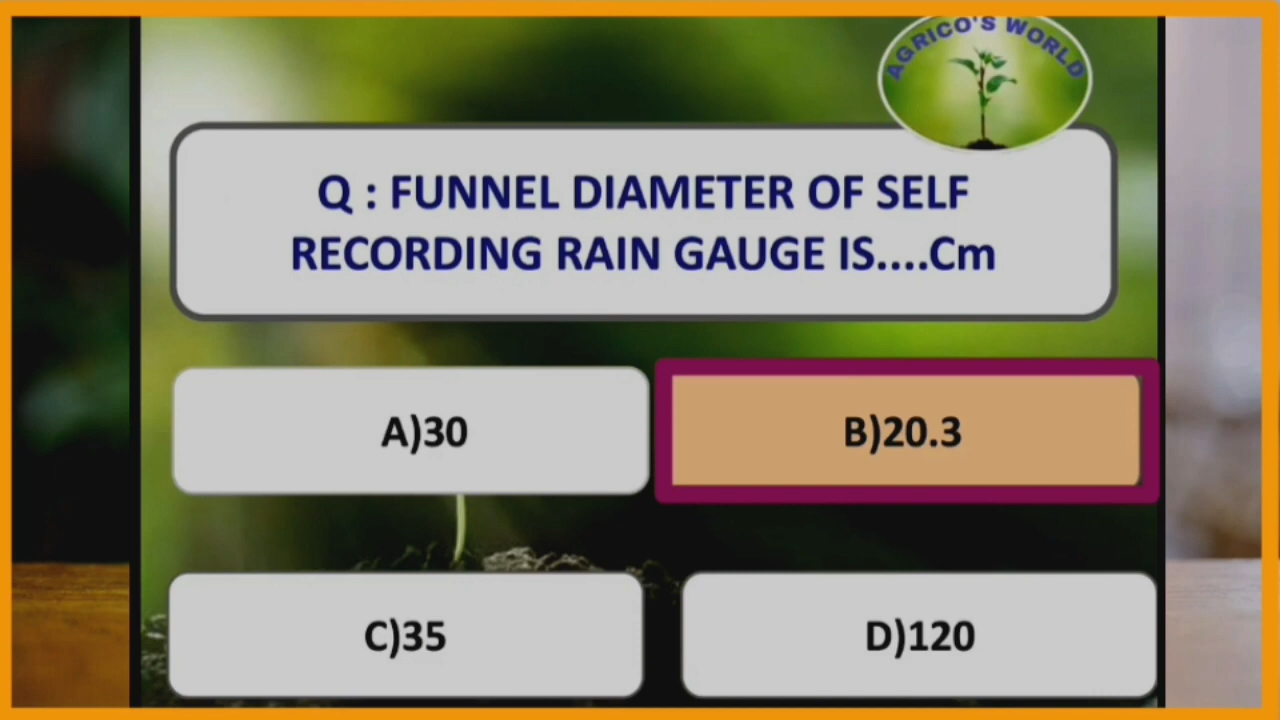 AGRICO'S WORLD
Q : FUNNEL DIAMETER OF SELF
RECORDING RAIN GAUGE IS....Cm
A)30
B)20.3
C)35
D)120